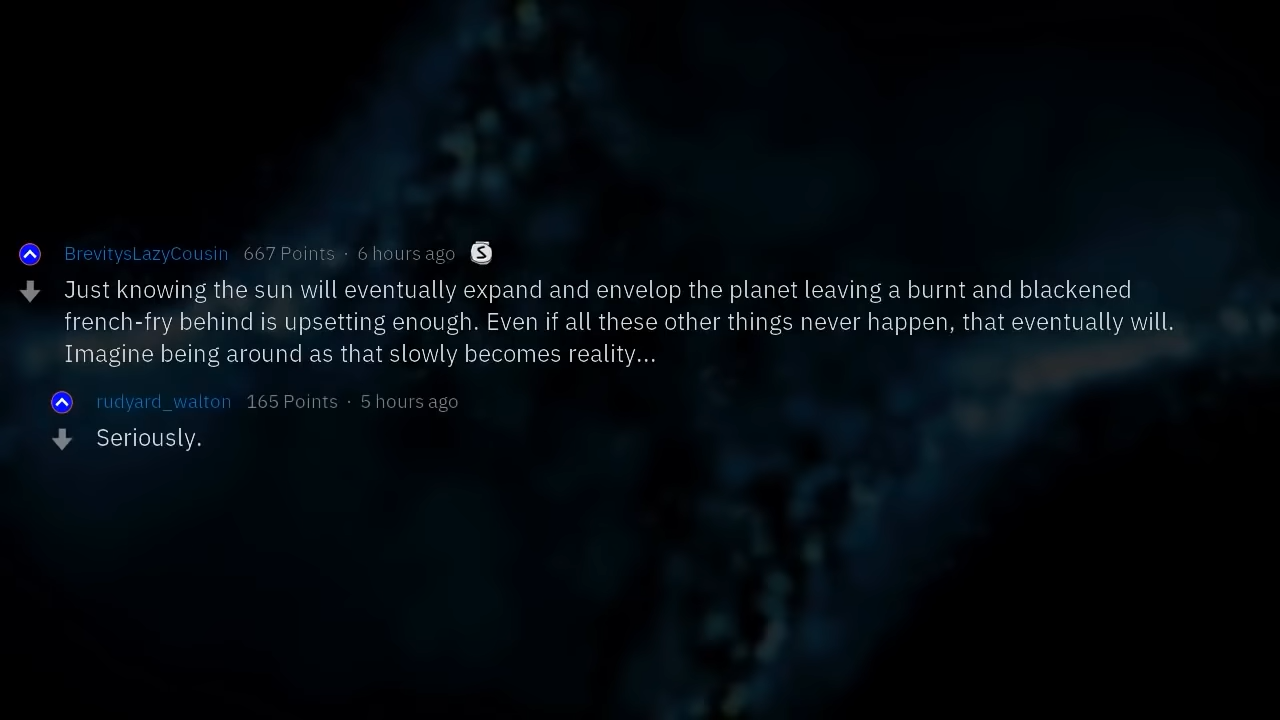 BrevitysLazyCousin 667 Points · 6 hours ago S
Just knowing the sun will eventually expand and envelop the planet leaving a burnt and blackened
french-fry behind is upsetting enough. Even if all these other things never happen, that eventually will.
Imagine being around as that slowly becomes reality...
rudyard_walton 165 Points · 5 hours ago
Seriously.